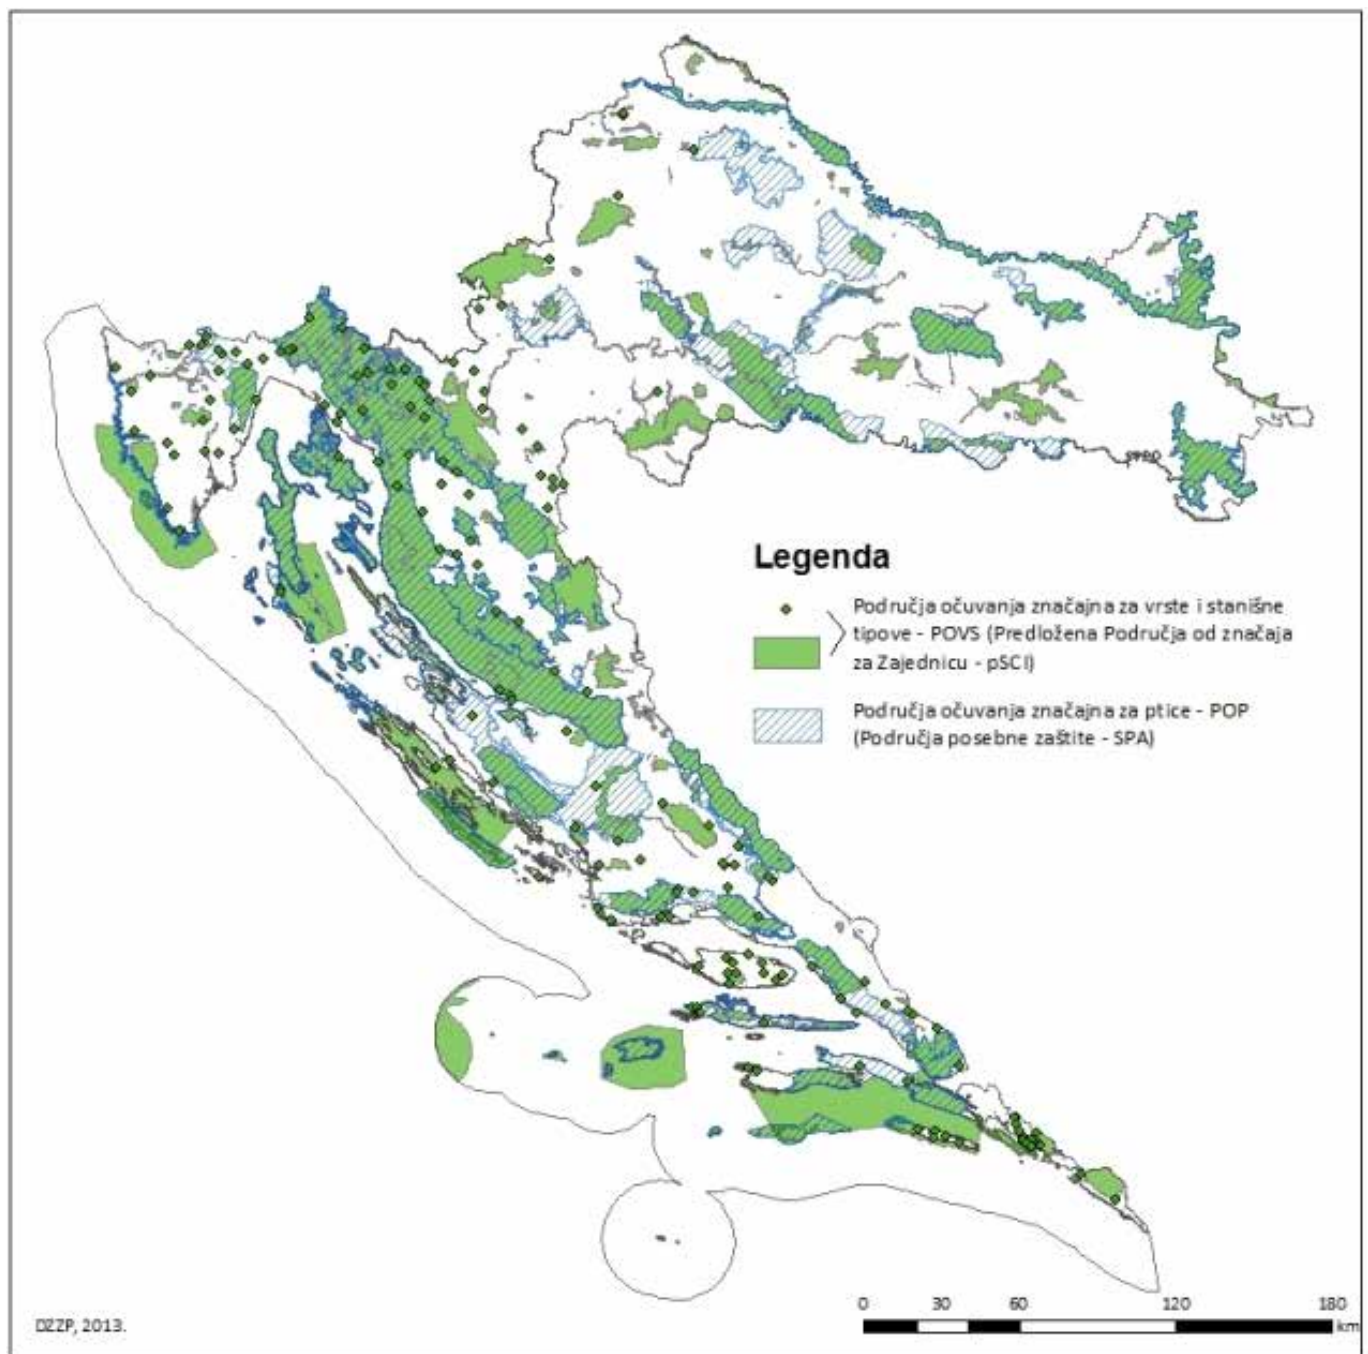 Legenda
Područja očuvanja značajna za vrste i stanišne
tipove - POVS (Predložena Područja od značaja
za Zajednicu - pSCI)
Područja očuvanja značajna za ptice - POP
(Područja posebne zaštite - SPA)
DZZP, 2013.
0 30 60 120 180
km